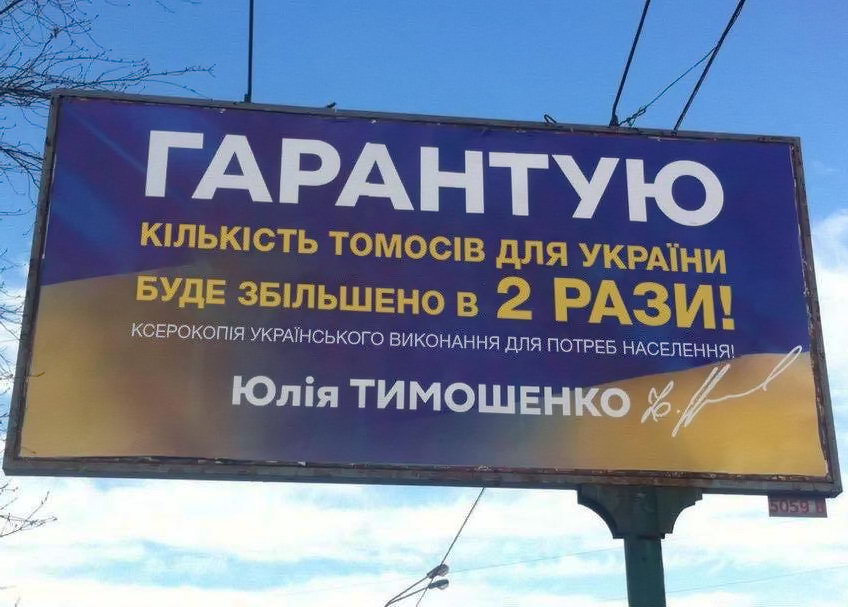 ГАРАНТУЮ
КІЛЬКІСТЬ ТОМОСІВ ДЛЯ УКРАЇНИ
БУДЕ ЗБІЛЬШЕНО В 2 РАЗИ!
КСЕРОКОПІЯ УКРАЇНСЬКОГО ВИКОНАННЯ ДЛЯ ПОТРЕБ НАСЕЛЕННЯ!
Юлія ТИМОШЕНКО
5059 В